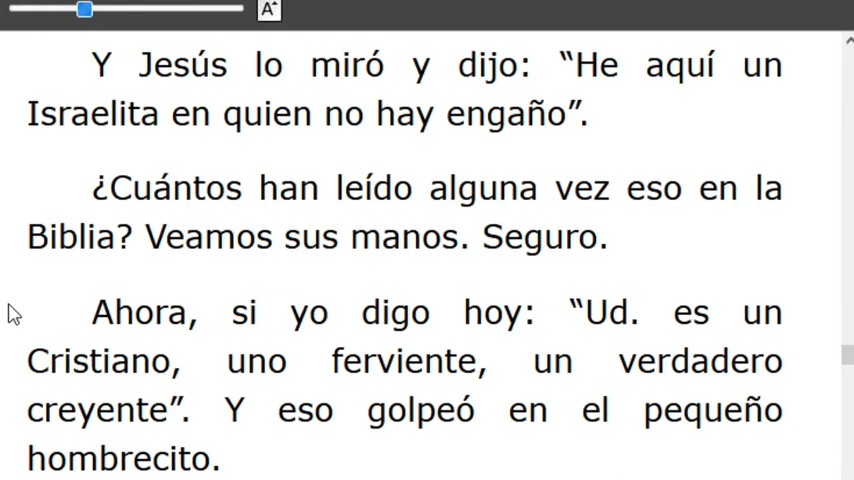 A
Y Jesús lo miró y dijo: “He aquí un
Israelita en quien no hay engaño”.
¿Cuántos han leído alguna vez eso en la
Biblia? Veamos sus manos. Seguro.
Ahora, si yo digo hoy: “Ud. es un
Cristiano, uno ferviente, un verdadero
creyente”. Y eso golpeó en el pequeño
hombrecito.